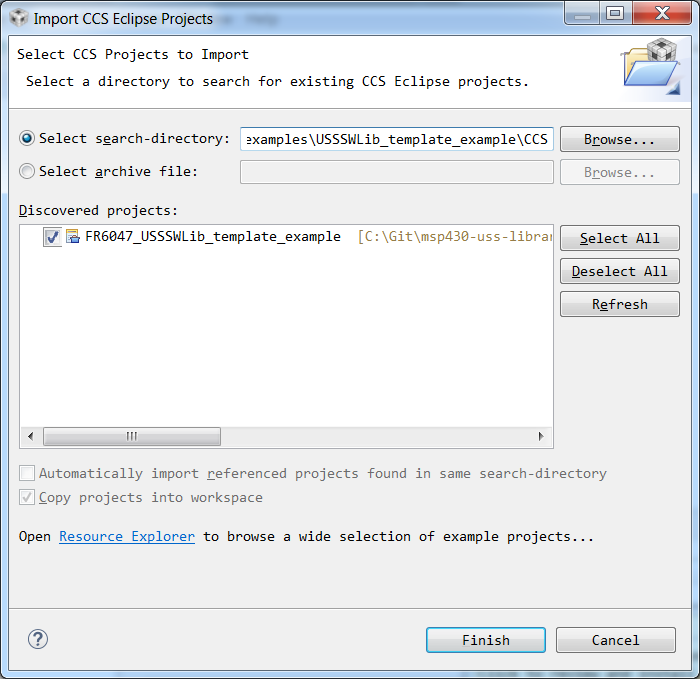 Import CCS Eclipse Projects
Select CCS Projects to Import
Select a directory to search for existing CCS Eclipse projects.
Select search-directory: examples\USSSWLib_template_example\CCS Browse...
Select archive file: Browse...
Discovered projects:
FR6047_USSSWLib_template_example [C:\Git\msp430-uss-librar
Select All
Deselect All
Refresh
Automatically import referenced projects found in same search-directory
Copy projects into workspace
Open Resource Explorer to browse a wide selection of example projects...
?
Finish Cancel